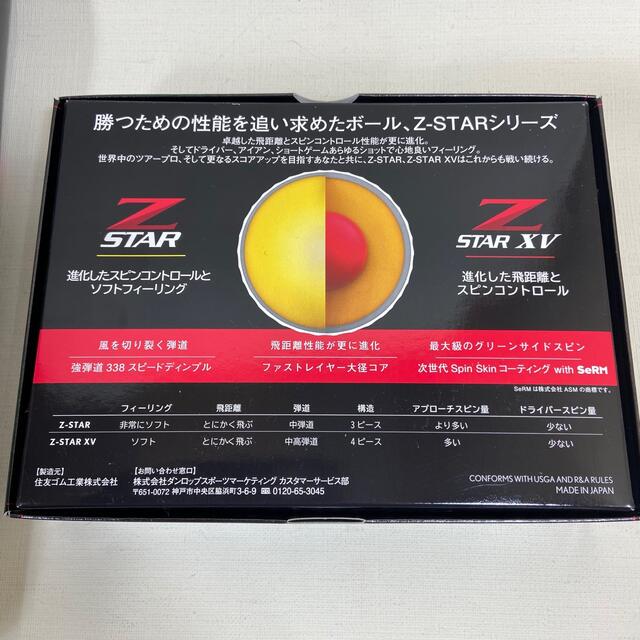 勝つための性能を追い求めたボール、Z-STARシリーズ
卓越した飛距離とスピンコントロール性能が更に進化。
そしてドライバー、アイアン、ショートゲームあらゆるショットで心地良いフィーリング。
世界中のツアープロ、そして更なるスコアアップを目指すあなたと共に、Z-STAR、Z-STAR XVはこれからも戦い続ける。
Z
STAR
進化したスピンコントロールと
ソフトフィーリング
Z
STAR XV
進化した飛距離と
スピンコントロール
風を切り裂く弾道 飛距離性能が更に進化 最大級のグリーンサイドスピン
強弾道 338 スピードディンプル ファストレイヤー大径コア 次世代 Spin Skin コーティング with SeRM
SeRM は株式会社 ASM の商標です。
フィーリング 飛距離 弾道 構造 アプローチスピン量 ドライバースピン量
Z-STAR 非常にソフト とにかく飛ぶ 中弾道 3 ピース より多い 少ない
Z-STAR XV ソフト とにかく飛ぶ 中高弾道 4 ピース 多い 少ない
【製造元】 【お問い合わせ窓口】
住友ゴム工業株式会社 株式会社ダンロップスポーツマーケティング カスタマーサービス部
〒651-0072 神戸市中央区脇浜町3-6-9 0120-65-3045
CONFORMS WITH USGA AND R&A RULES
MADE IN JAPAN